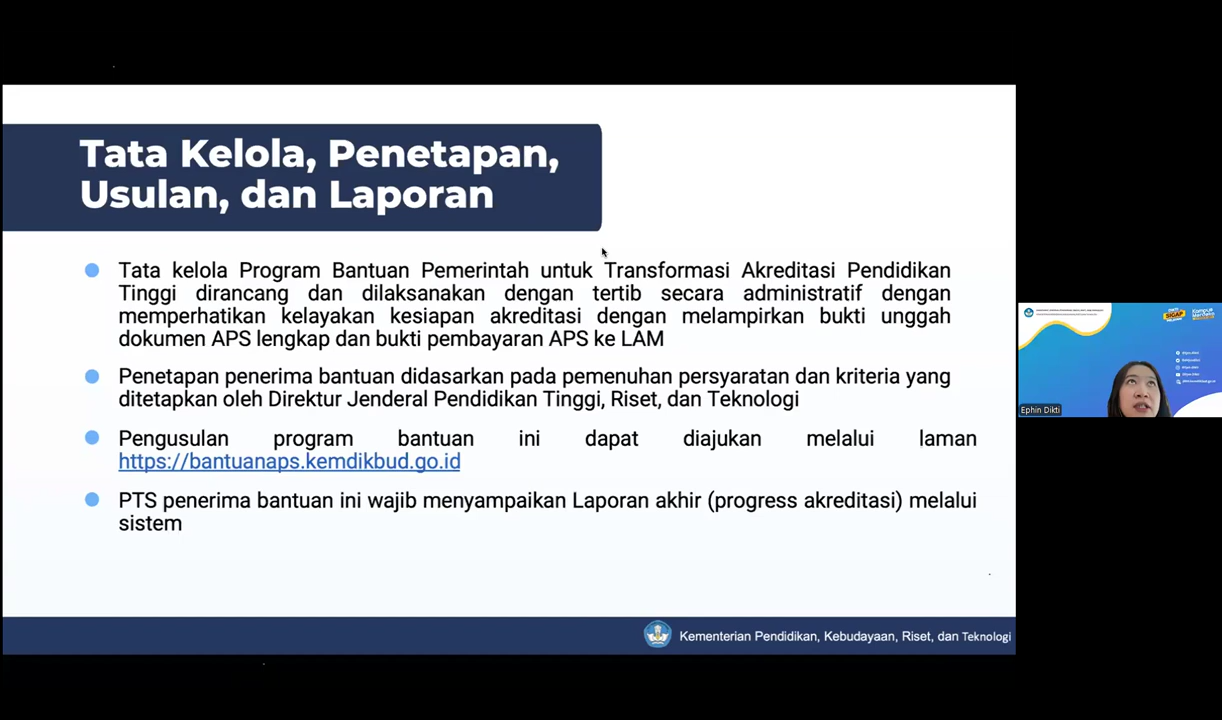 Tata Kelola, Penetapan,
Usulan, dan Laporan
Tata kelola Program Bantuan Pemerintah untuk Transformasi Akreditasi Pendidikan
Tinggi dirancang dan dilaksanakan dengan tertib secara administratif dengan
memperhatikan kelayakan kesiapan akreditasi dengan melampirkan bukti unggah
dokumen APS lengkap dan bukti pembayaran APS ke LAM
Penetapan penerima bantuan didasarkan pada pemenuhan persyaratan dan kriteria yang
ditetapkan oleh Direktur Jenderal Pendidikan Tinggi, Riset, dan Teknologi
Pengusulan program bantuan ini dapat diajukan melalui laman
https://bantuanaps.kemdikbud.go.id
PTS penerima bantuan ini wajib menyampaikan Laporan akhir (progress akreditasi) melalui
sistem
Kementerian Pendidikan, Kebudayaan, Riset, dan Teknologi
SIGAP
Kampus
Merdeka
Ephin Dikti